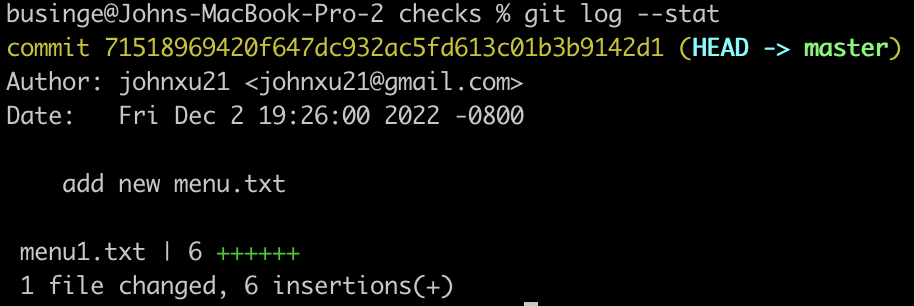 businge@Johns-MacBook-Pro-2 checks % git log --stat
commit 71518969420f647dc932ac5fd613c01b3b9142d1 (HEAD -> master)
Author: johnxu21 <johnxu21@gmail.com>
Date:   Fri Dec 2 19:26:00 2022 -0800
add new menu.txt
menu1.txt | 6 ++++++
1 file changed, 6 insertions(+)